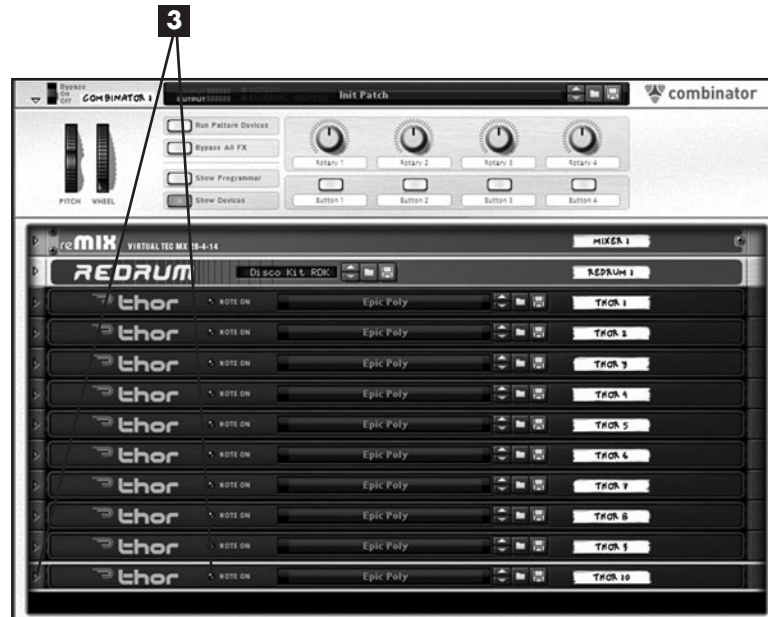 3
Bypass
On
Off
COMBINATOR 1
OUTPUT
Init Patch
combinator
Run Pattern Devices
Bypass All FX
Show Programmer
Show Devices
PITCH WHEEL
Rotary 1 Rotary 2 Rotary 3 Rotary 4
Button 1 Button 2 Button 3 Button 4
reMIX VIRTUAL TEC MX 28-4-14 MIXER 1
REDRUM Disco Kit RDK REDRUM 1
thor NOTE ON Epic Poly THOR 1
thor NOTE ON Epic Poly THOR 2
thor NOTE ON Epic Poly THOR 3
thor NOTE ON Epic Poly THOR 4
thor NOTE ON Epic Poly THOR 5
thor NOTE ON Epic Poly THOR 6
thor NOTE ON Epic Poly THOR 7
thor NOTE ON Epic Poly THOR 8
thor NOTE ON Epic Poly THOR 9
thor NOTE ON Epic Poly THOR 10